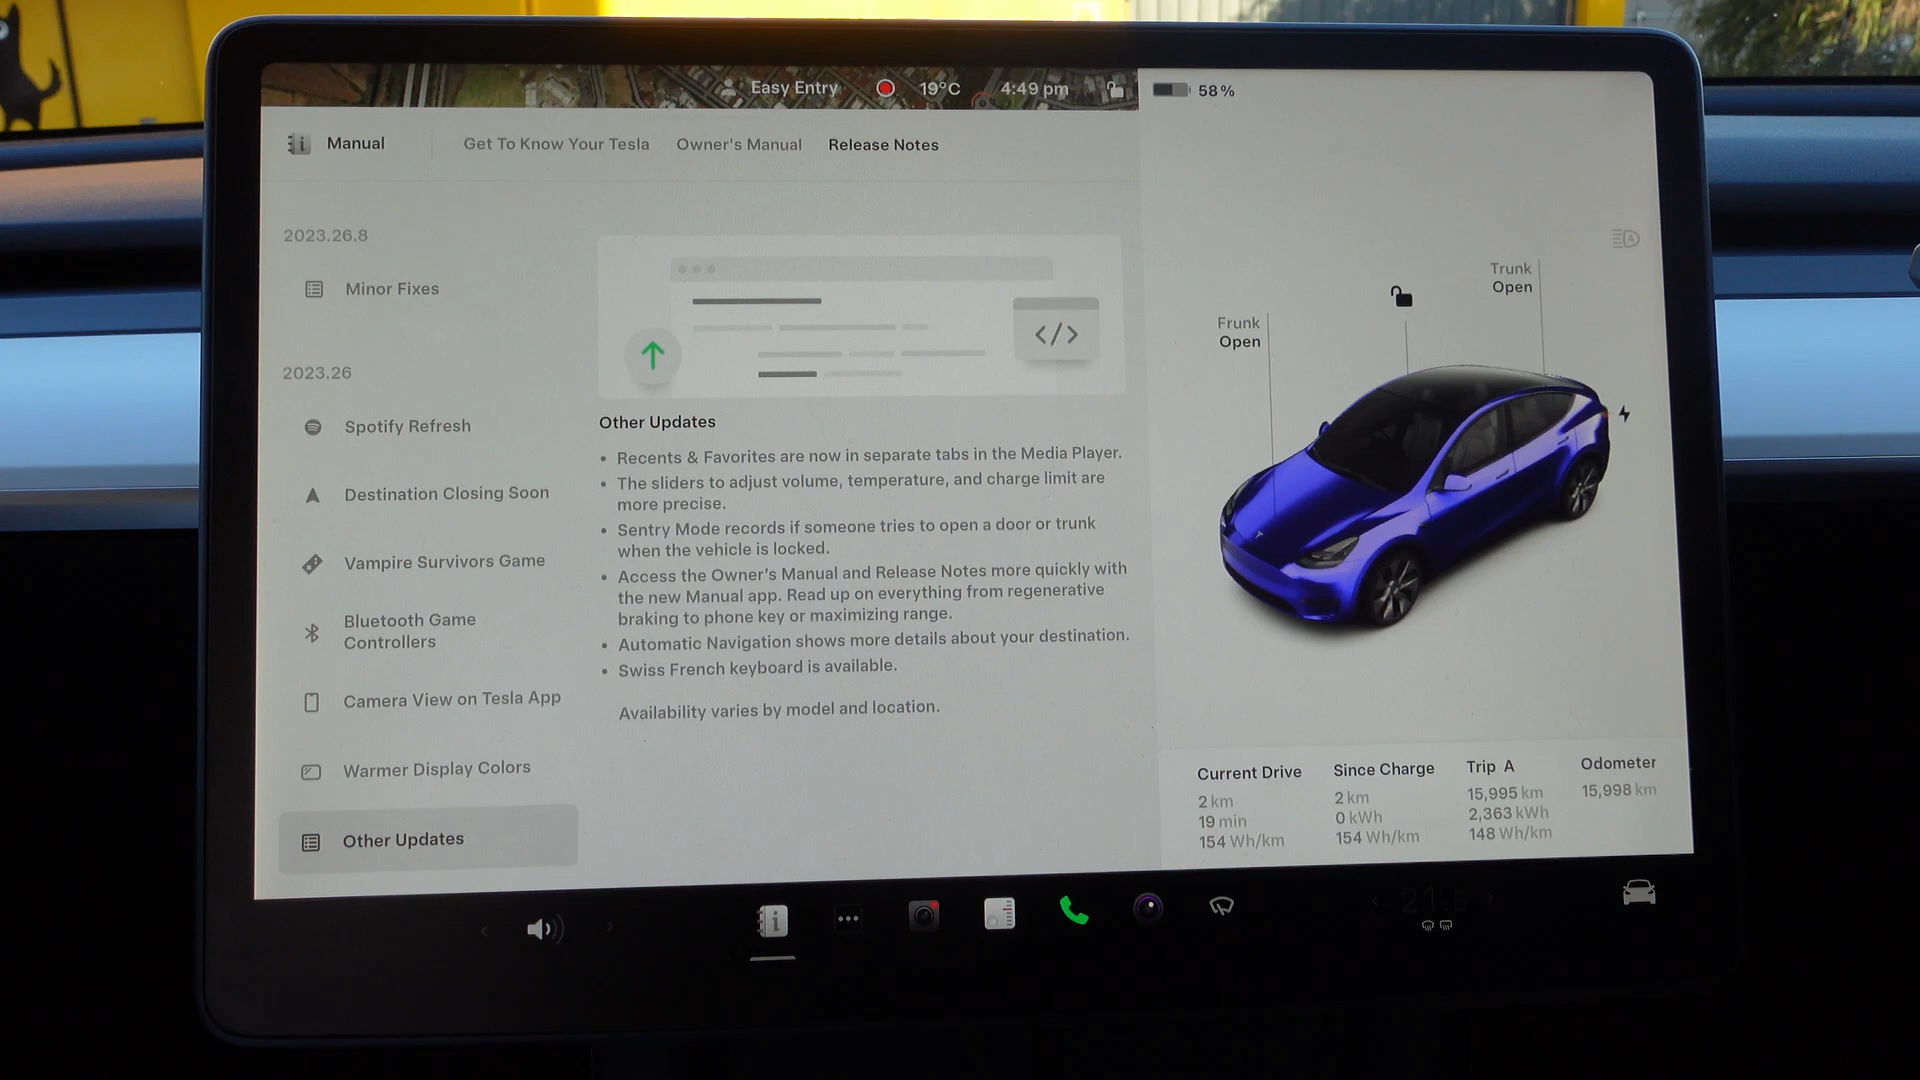 Easy Entry 19°C 4:49 pm 58%
Manual Get To Know Your Tesla Owner's Manual Release Notes
2023.26.8
Minor Fixes
2023.26
Spotify Refresh
Destination Closing Soon
Vampire Survivors Game
Bluetooth Game
Controllers
Camera View on Tesla App
Warmer Display Colors
Other Updates
</>
Other Updates
• Recents & Favorites are now in separate tabs in the Media Player.
• The sliders to adjust volume, temperature, and charge limit are
more precise.
• Sentry Mode records if someone tries to open a door or trunk
when the vehicle is locked.
• Access the Owner's Manual and Release Notes more quickly with
the new Manual app. Read up on everything from regenerative
braking to phone key or maximizing range.
• Automatic Navigation shows more details about your destination.
• Swiss French keyboard is available.
Availability varies by model and location.
Trunk
Open
Frunk
Open
Current Drive
2 km
19 min
154 Wh/km
Since Charge
2 km
0 kWh
154 Wh/km
Trip A
15,995 km
2,363 kWh
148 Wh/km
Odometer
15,998 km